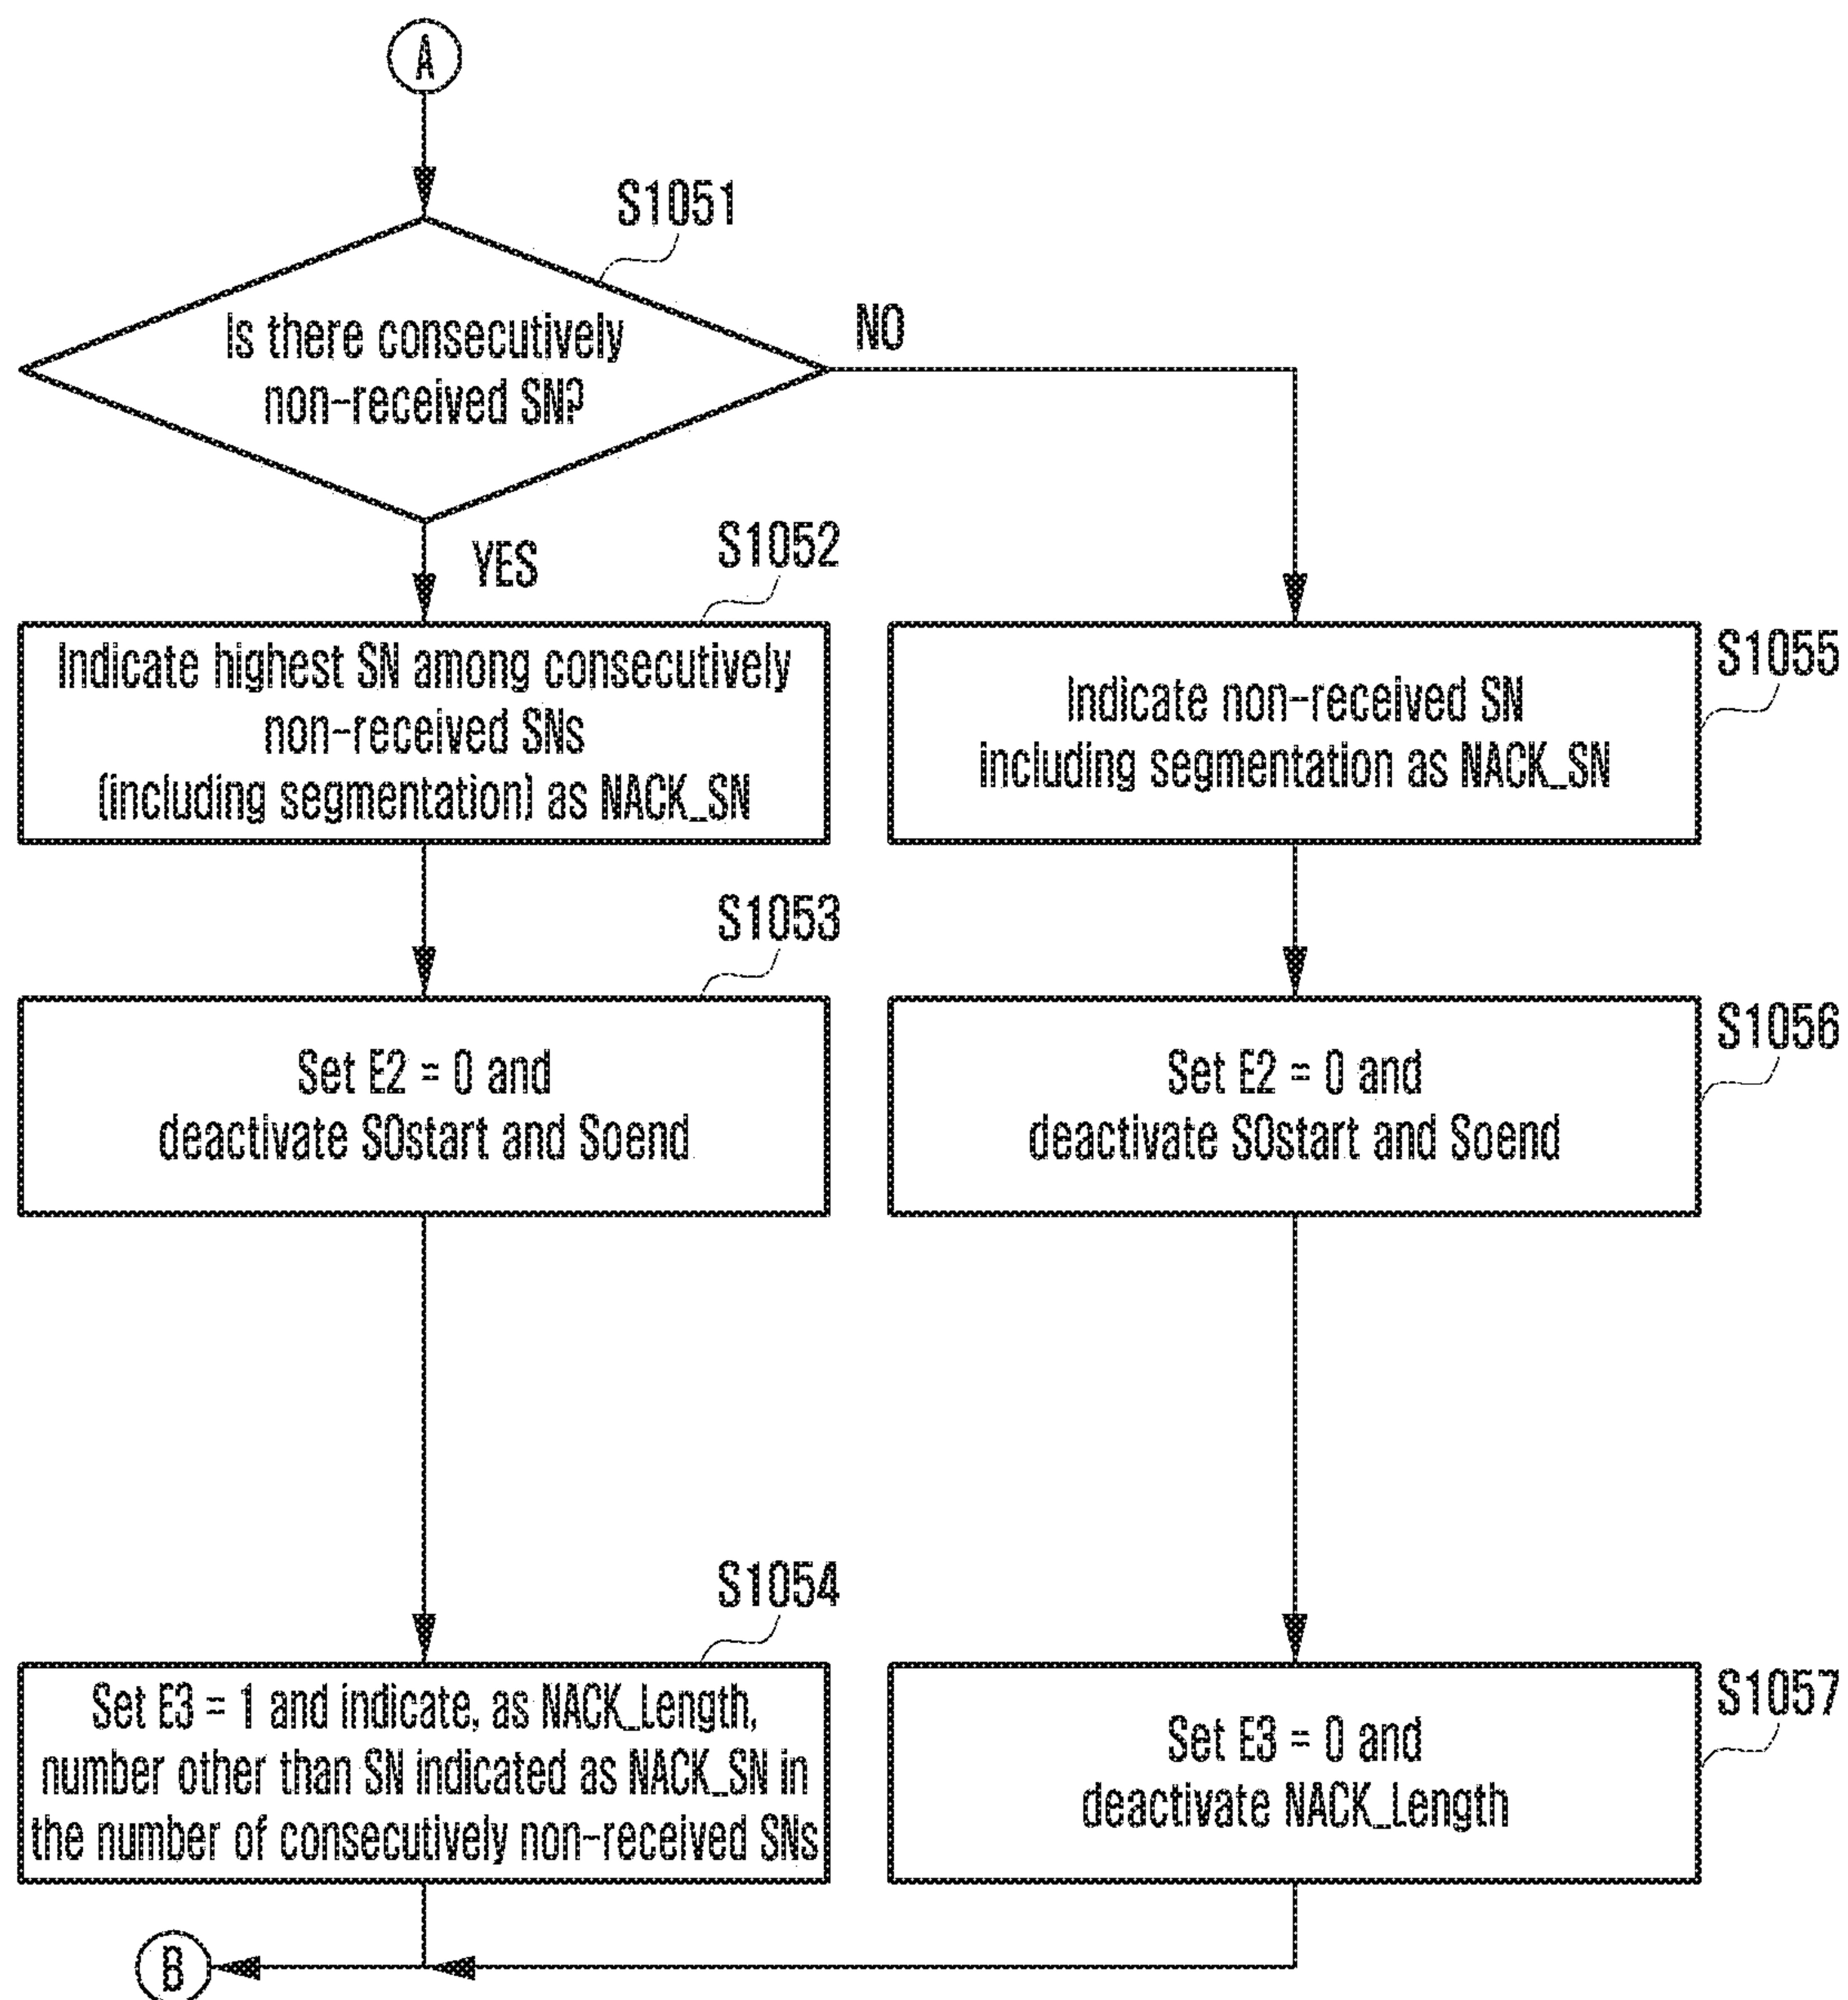 A
S1051
Is there consecutively
non-received SN?
NO
YES
S1052
Indicate highest SN among consecutively
non-received SNs
(including segmentation) as NACK_SN
S1055
Indicate non-received SN
including segmentation as NACK_SN
S1053
Set E2 = 0 and
deactivate SOstart and Soend
S1056
Set E2 = 0 and
deactivate SOstart and Soend
S1054
Set E3 = 1 and indicate, as NACK_Length,
number other than SN indicated as NACK_SN in
the number of consecutively non-received SNs
S1057
Set E3 = 0 and
deactivate NACK_Length
B